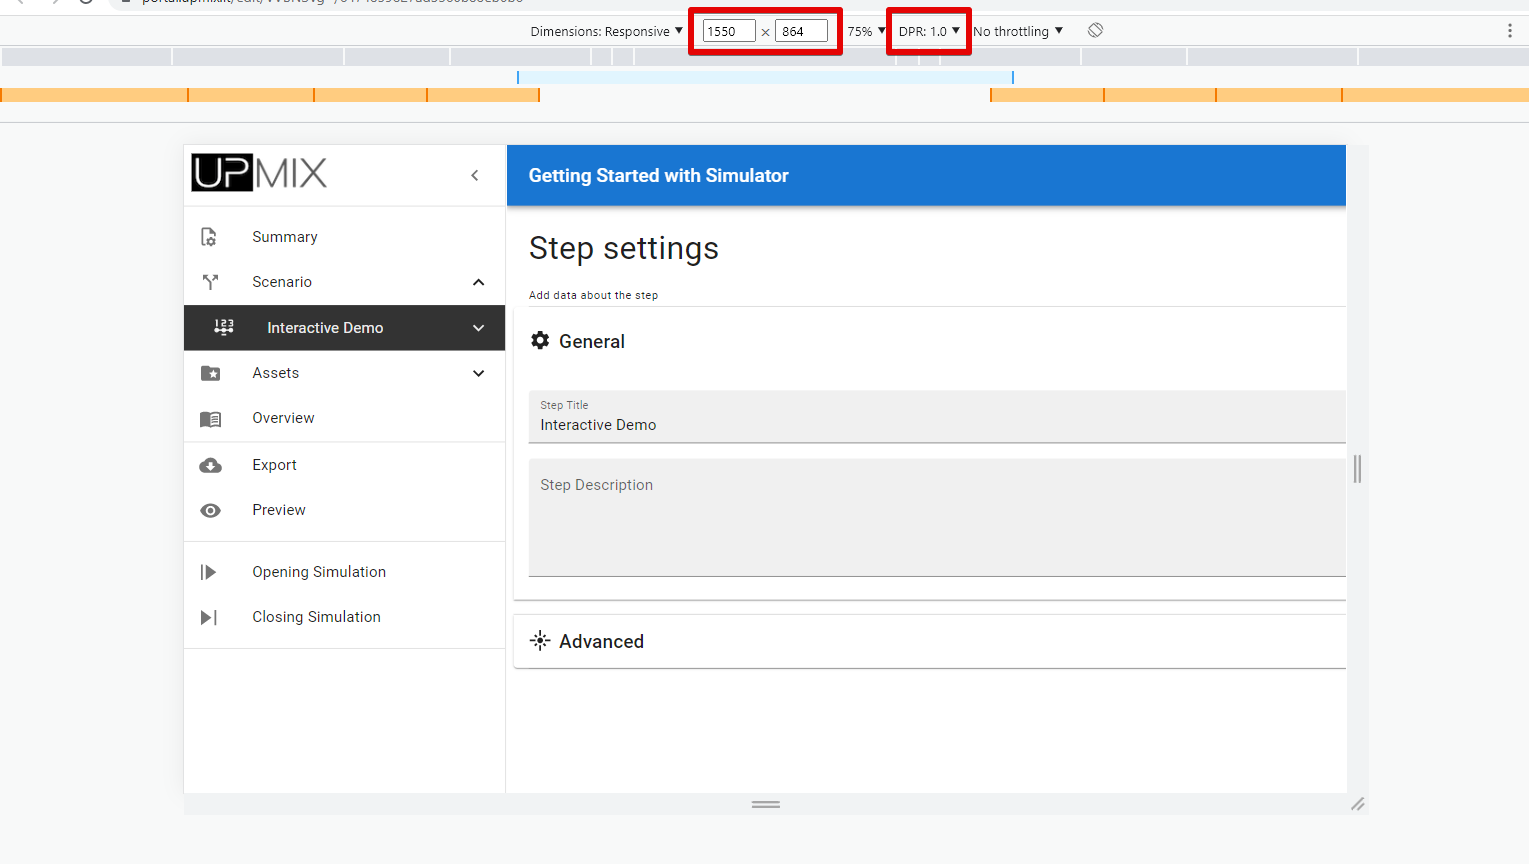 Dimensions: Responsive ▼ 1550 × 864 75% ▼ DPR: 1.0 ▼ No throttling ▼
UPMIX
Getting Started with Simulator
Summary
Scenario
123 Interactive Demo
Assets
Overview
Export
Preview
Opening Simulation
Closing Simulation
Step settings
Add data about the step
General
Step Title
Interactive Demo
Step Description
Advanced